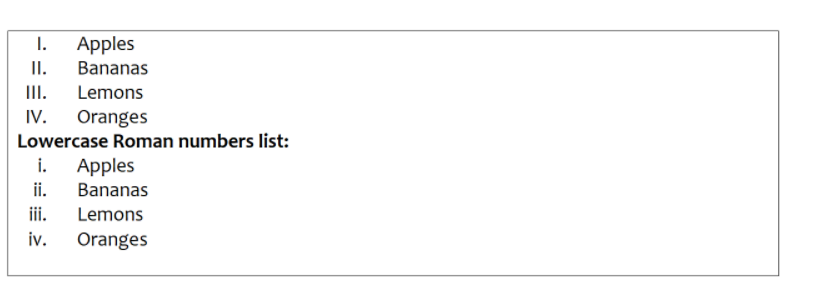 I. Apples
II. Bananas
III. Lemons
IV. Oranges
Lowercase Roman numbers list:
i. Apples
ii. Bananas
iii. Lemons
iv. Oranges